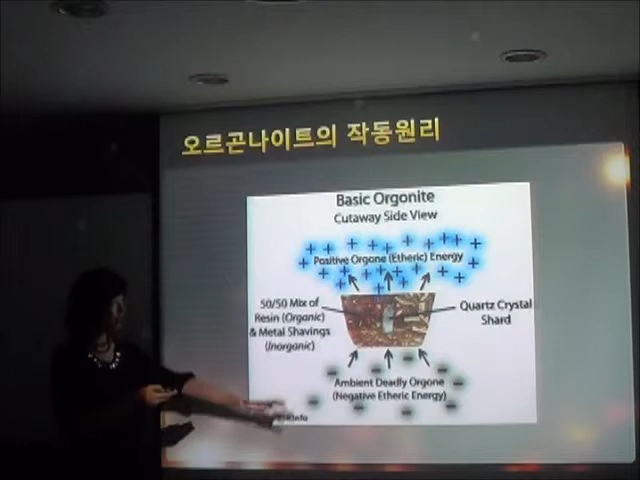 오르곤나이트의 작동원리
Basic Orgonite
Cutaway Side View
Positive Orgone (Etheric) Energy
50/50 Mix of
Resin (Organic)
& Metal Shavings
(Inorganic)
Quartz Crystal
Shard
Ambient Deadly Orgone
(Negative Etheric Energy)